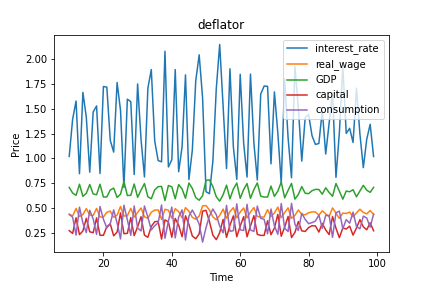 deflator
interest_rate
real_wage
GDP
capital
consumption
Price
2.00
1.75
1.50
1.25
1.00
0.75
0.50
0.25
20
40
60
80
100
Time